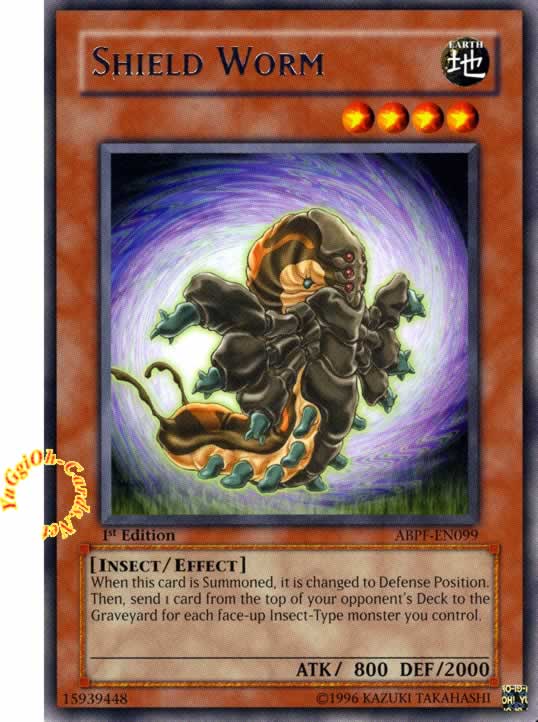 SHIELD WORM
EARTH
地
1st Edition
ABPF-EN099
[INSECT/EFFECT]
When this card is Summoned, it is changed to Defense Position.
Then, send 1 card from the top of your opponent's Deck to the
Graveyard for each face-up Insect-Type monster you control.
ATK/ 800 DEF/2000
15939448
©1996 KAZUKI TAKAHASHI
YuGgiOh-Cards.Net